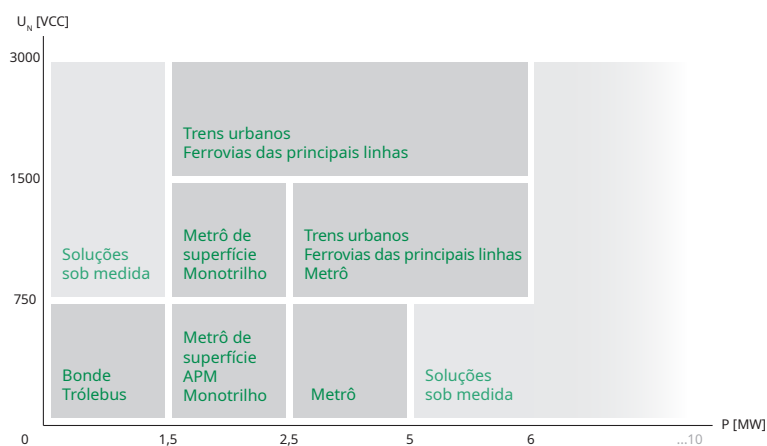 U_N [VCC]
3000
Trens urbanos
Ferrovias das principais linhas
1500
Soluções
sob medida
Metrô de
superfície
Monotrilho
Trens urbanos
Ferrovias das principais linhas
Metrô
750
Bonde
Trólebus
Metrô de
superfície
APM
Monotrilho
Metrô
Soluções
sob medida
P [MW]
0 1,5 2,5 5 6 ...10